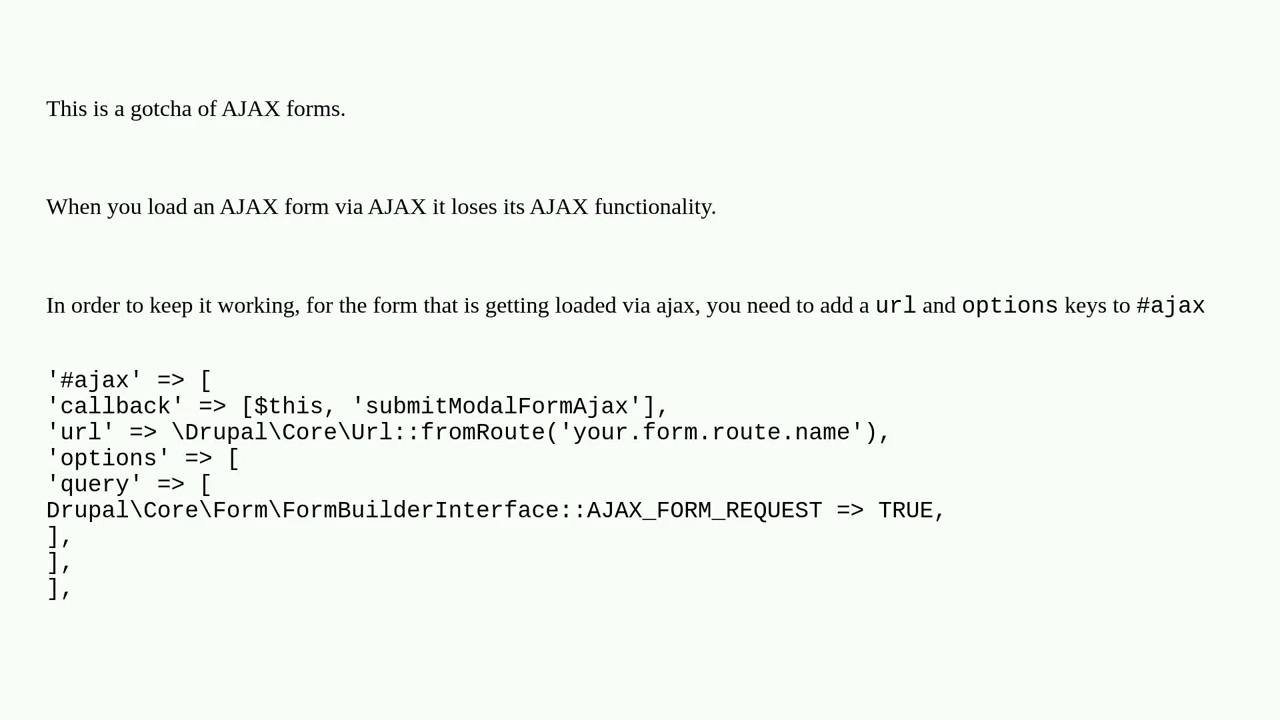 This is a gotcha of AJAX forms.
When you load an AJAX form via AJAX it loses its AJAX functionality.
In order to keep it working, for the form that is getting loaded via ajax, you need to add a url and options keys to #ajax
'#ajax' => [
'callback' => [$this, 'submitModalFormAjax'],
'url' => \Drupal\Core\Url::fromRoute('your.form.route.name'),
'options' => [
'query' => [
Drupal\Core\Form\FormBuilderInterface::AJAX_FORM_REQUEST => TRUE,
],
],
],